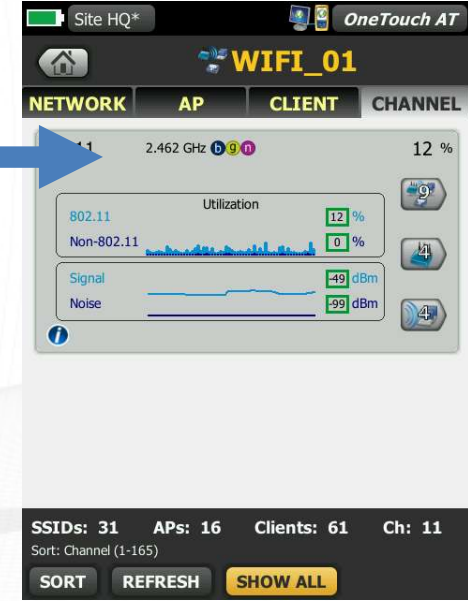 Site HQ* OneTouch AT
WIFI_01
NETWORK AP CLIENT CHANNEL
11 2.462 GHz b g n 12 %
Utilization
802.11 12 %
Non-802.11 0 %
Signal -49 dBm
Noise -99 dBm
9
4
4
i
SSIDs: 31 APs: 16 Clients: 61 Ch: 11
Sort: Channel (1-165)
SORT REFRESH SHOW ALL